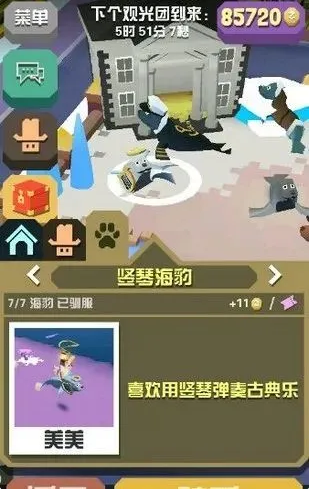 菜单
下个观光团到来:
5时 51分 7秒
85720
竖琴海豹
7/7 海豹 已驯服
+11 /
喜欢用竖琴弹奏古典乐
美美